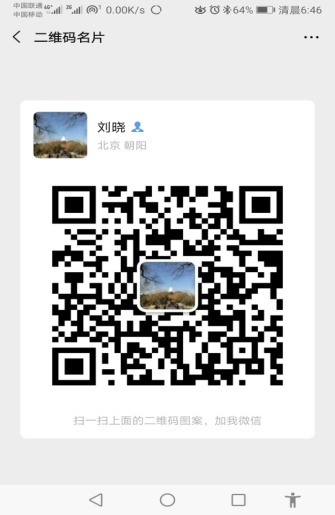 中国联通 4G+ 2G 0.00K/s 64% 清晨6:46
中国移动
二维码名片
刘晓
北京 朝阳
扫一扫上面的二维码图案，加我微信